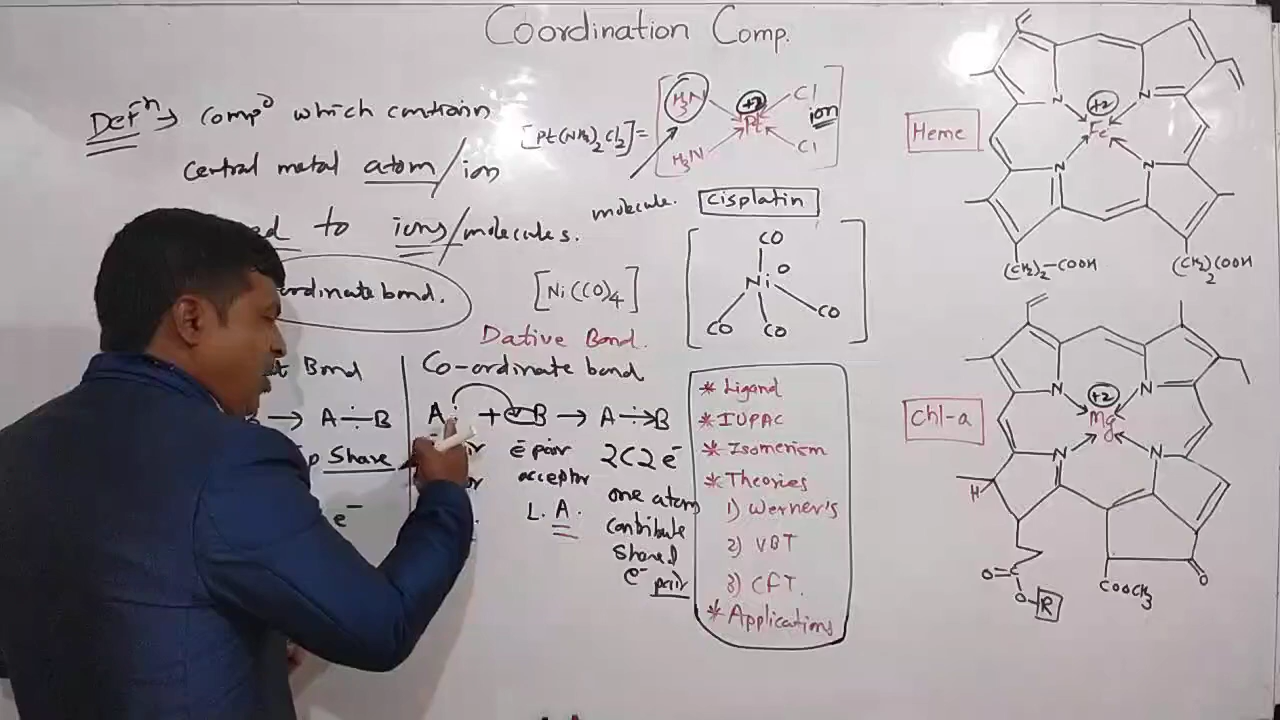 Coordination Comp.
Defⁿ → compᵈ which contains
central metal atom/ion
to ions/molecules.
ordinate bond.
[Pt(NH₃)₂Cl₂] =
H₃N
H₃N
+2
Pt
Cl
Cl
ion
molecule.
Cisplatin
[Ni(CO)₄]
CO
Ni
O
CO
CO
CO
Dative Bond.
Bond
Co-ordinate bond
→ A:B
Share
e⁻
A: + B → A:→B
ē pair
acceptor
L. A.
2C2e⁻
one atom
contribute
shared
e⁻ pair
* Ligand
* IUPAC
* Isomerism
* Theories
1) Werner's
2) VBT
3) CFT.
* Applications
Heme
N
N
+2
Fe
N
N
(CH₂)₂-COOH
(CH₂)₂COOH
Chl-a
N
N
+2
Mg
N
N
H
O=C
O-R
COOCH₃
O